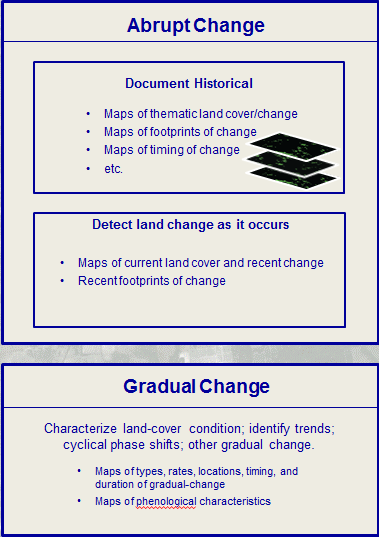 Abrupt Change
Document Historical
• Maps of thematic land cover/change
• Maps of footprints of change
• Maps of timing of change
• etc.
Detect land change as it occurs
• Maps of current land cover and recent change
• Recent footprints of change
Gradual Change
Characterize land-cover condition; identify trends;
cyclical phase shifts; other gradual change.
• Maps of types, rates, locations, timing, and
duration of gradual-change
• Maps of phenological characteristics